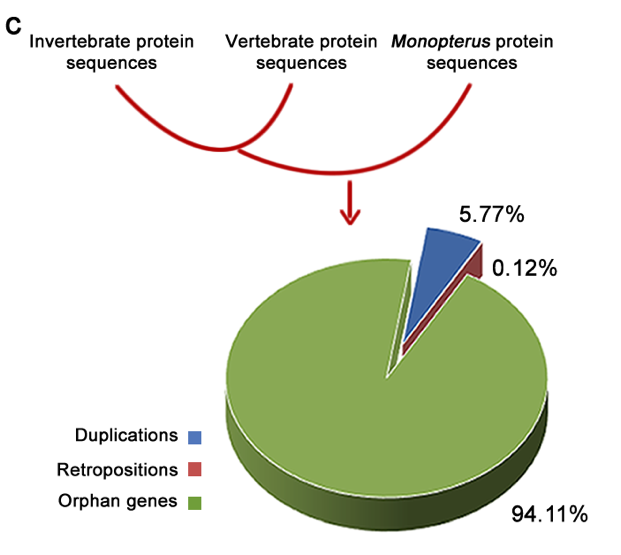 C
Invertebrate protein
sequences
Vertebrate protein
sequences
Monopterus protein
sequences
5.77%
0.12%
Duplications
Retropositions
Orphan genes
94.11%